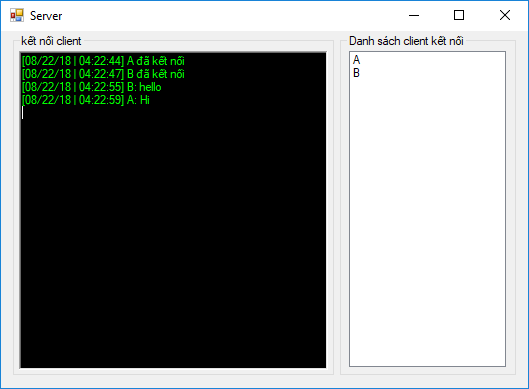 Server
kết nối client
[08/22/18 | 04:22:44] A đã kết nối
[08/22/18 | 04:22:47] B đã kết nối
[08/22/18 | 04:22:55] B: hello
[08/22/18 | 04:22:59] A: Hi
Danh sách client kết nối
A
B